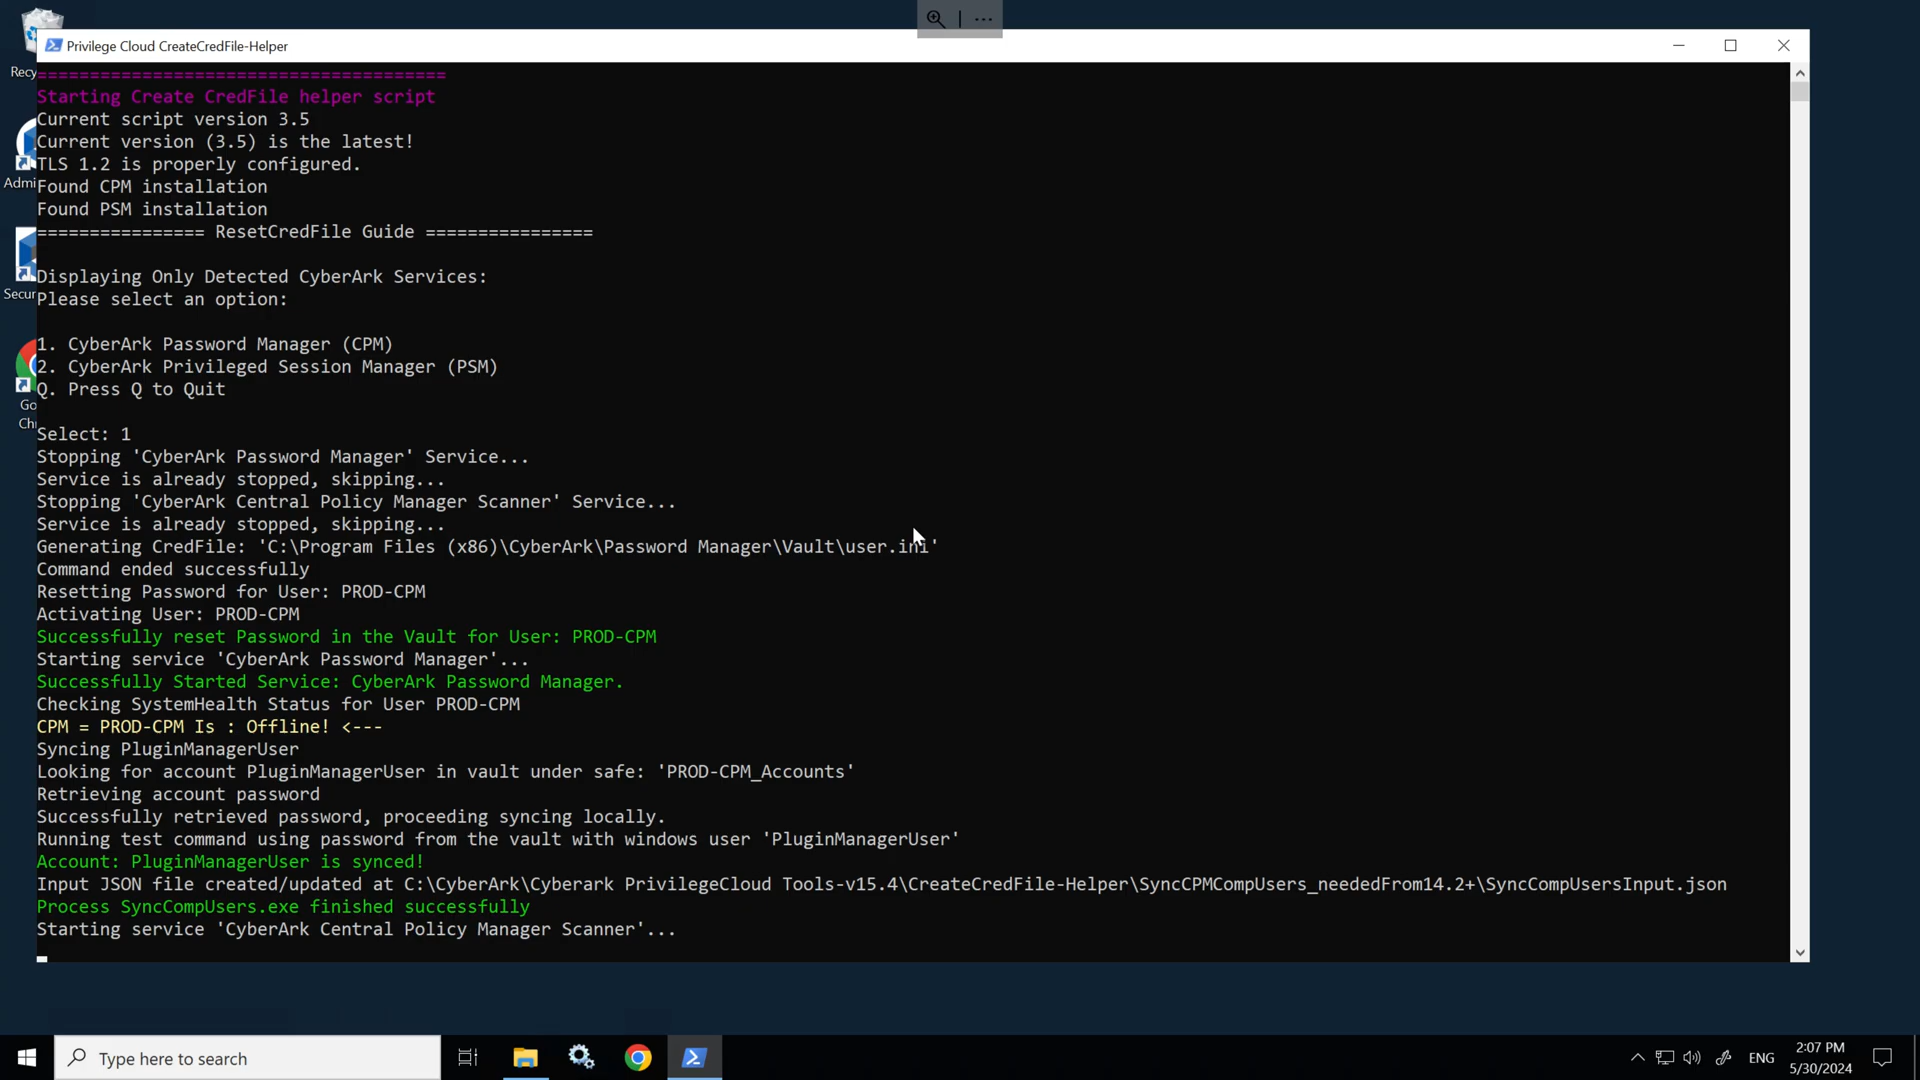 Privilege Cloud CreateCredFile-Helper
=======================================
Starting Create CredFile helper script
Current script version 3.5
Current version (3.5) is the latest!
TLS 1.2 is properly configured.
Found CPM installation
Found PSM installation
================ ResetCredFile Guide ================
Displaying Only Detected CyberArk Services:
Please select an option:
1. CyberArk Password Manager (CPM)
2. CyberArk Privileged Session Manager (PSM)
Q. Press Q to Quit
Select: 1
Stopping 'CyberArk Password Manager' Service...
Service is already stopped, skipping...
Stopping 'CyberArk Central Policy Manager Scanner' Service...
Service is already stopped, skipping...
Generating CredFile: 'C:\Program Files (x86)\CyberArk\Password Manager\Vault\user.ini'
Command ended successfully
Resetting Password for User: PROD-CPM
Activating User: PROD-CPM
Successfully reset Password in the Vault for User: PROD-CPM
Starting service 'CyberArk Password Manager'...
Successfully Started Service: CyberArk Password Manager.
Checking SystemHealth Status for User PROD-CPM
CPM = PROD-CPM Is : Offline! <---
Syncing PluginManagerUser
Looking for account PluginManagerUser in vault under safe: 'PROD-CPM_Accounts'
Retrieving account password
Successfully retrieved password, proceeding syncing locally.
Running test command using password from the vault with windows user 'PluginManagerUser'
Account: PluginManagerUser is synced!
Input JSON file created/updated at C:\CyberArk\Cyberark PrivilegeCloud Tools-v15.4\CreateCredFile-Helper\SyncCPMCompUsers_neededFrom14.2+\SyncCompUsersInput.json
Process SyncCompUsers.exe finished successfully
Starting service 'CyberArk Central Policy Manager Scanner'...
Recy
Admi
Secur
Go
Ch
Type here to search
ENG
2:07 PM
5/30/2024